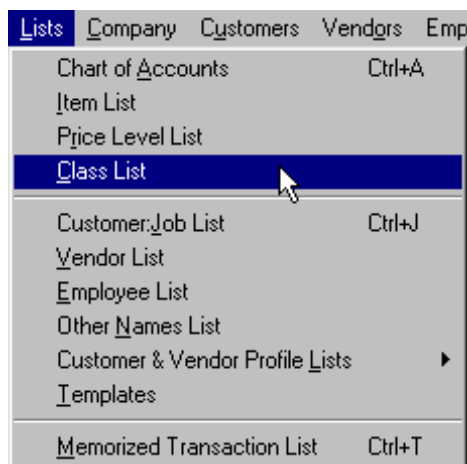 Lists Company Customers Vendors Emp
Chart of Accounts Ctrl+A
Item List
Price Level List
Class List
Customer:Job List Ctrl+J
Vendor List
Employee List
Other Names List
Customer & Vendor Profile Lists
Templates
Memorized Transaction List Ctrl+T